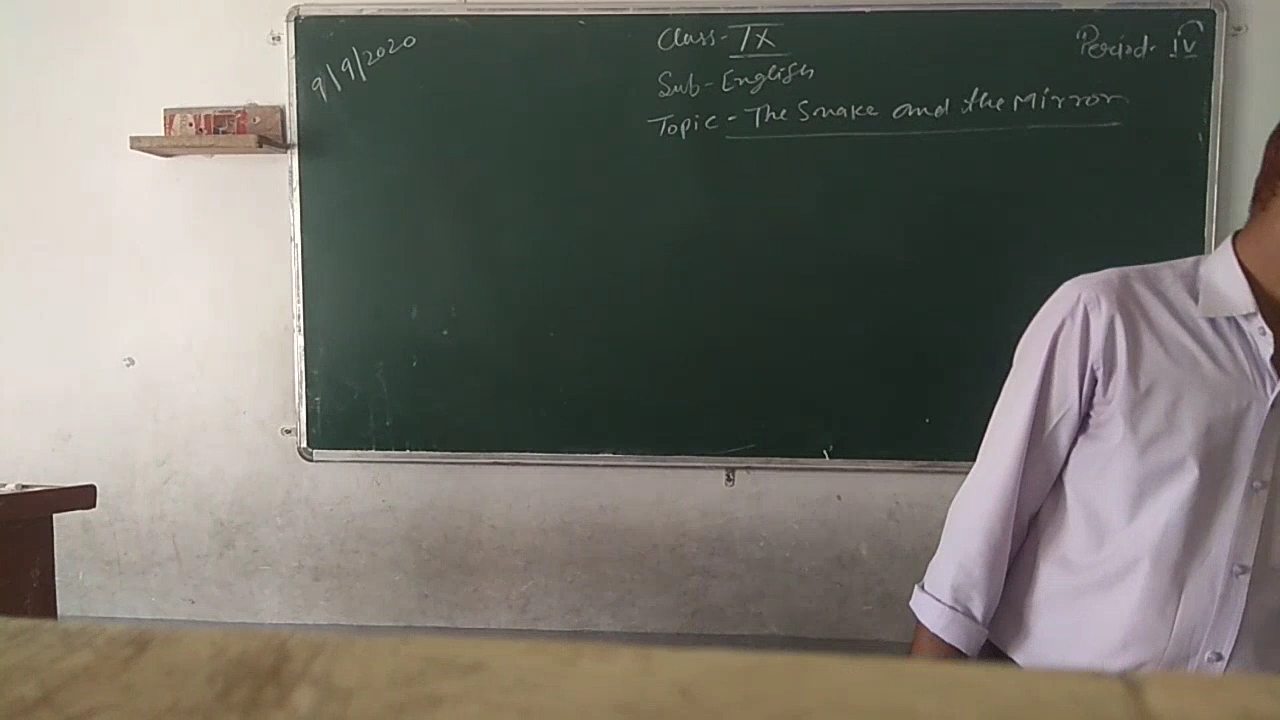 9/9/2020
Class- IX
Period- IV
Sub- English
Topic - The Snake and the Mirror